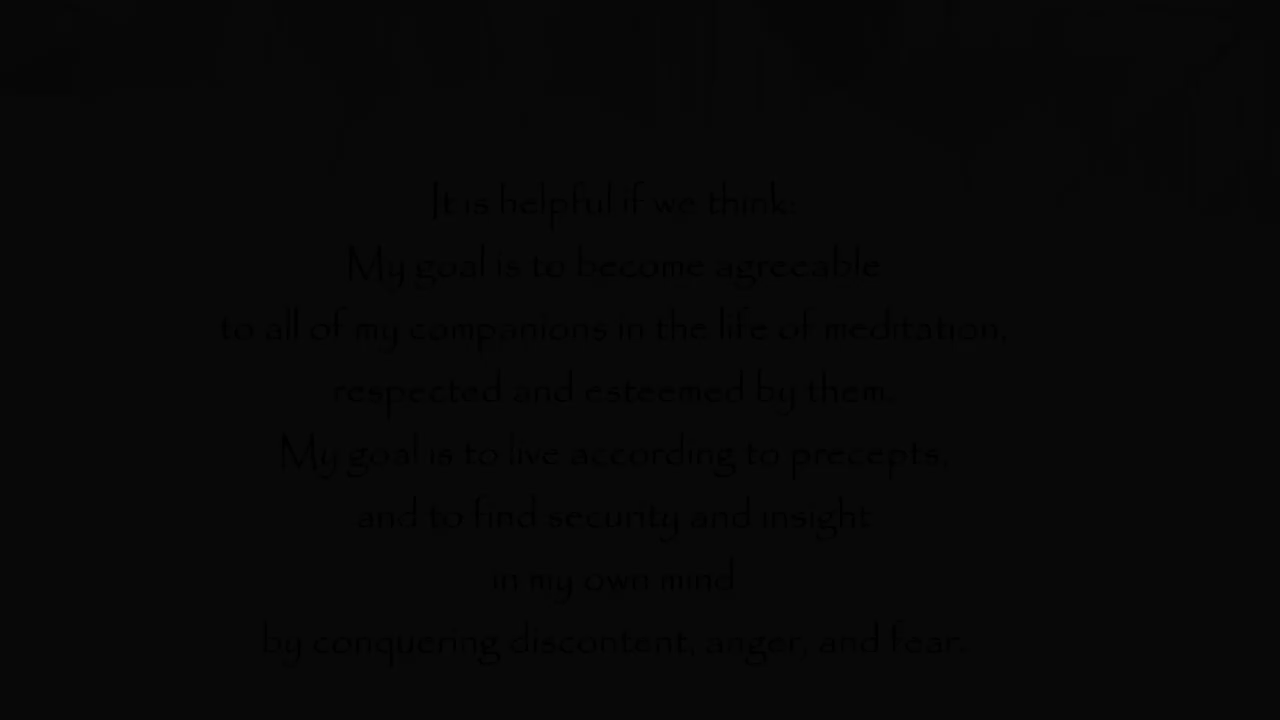 It is helpful if we think:
My goal is to become agreeable
to all of my companions in the life of meditation,
respected and esteemed by them.
My goal is to live according to precepts,
and to find security and insight
in my own mind
by conquering discontent, anger, and fear.